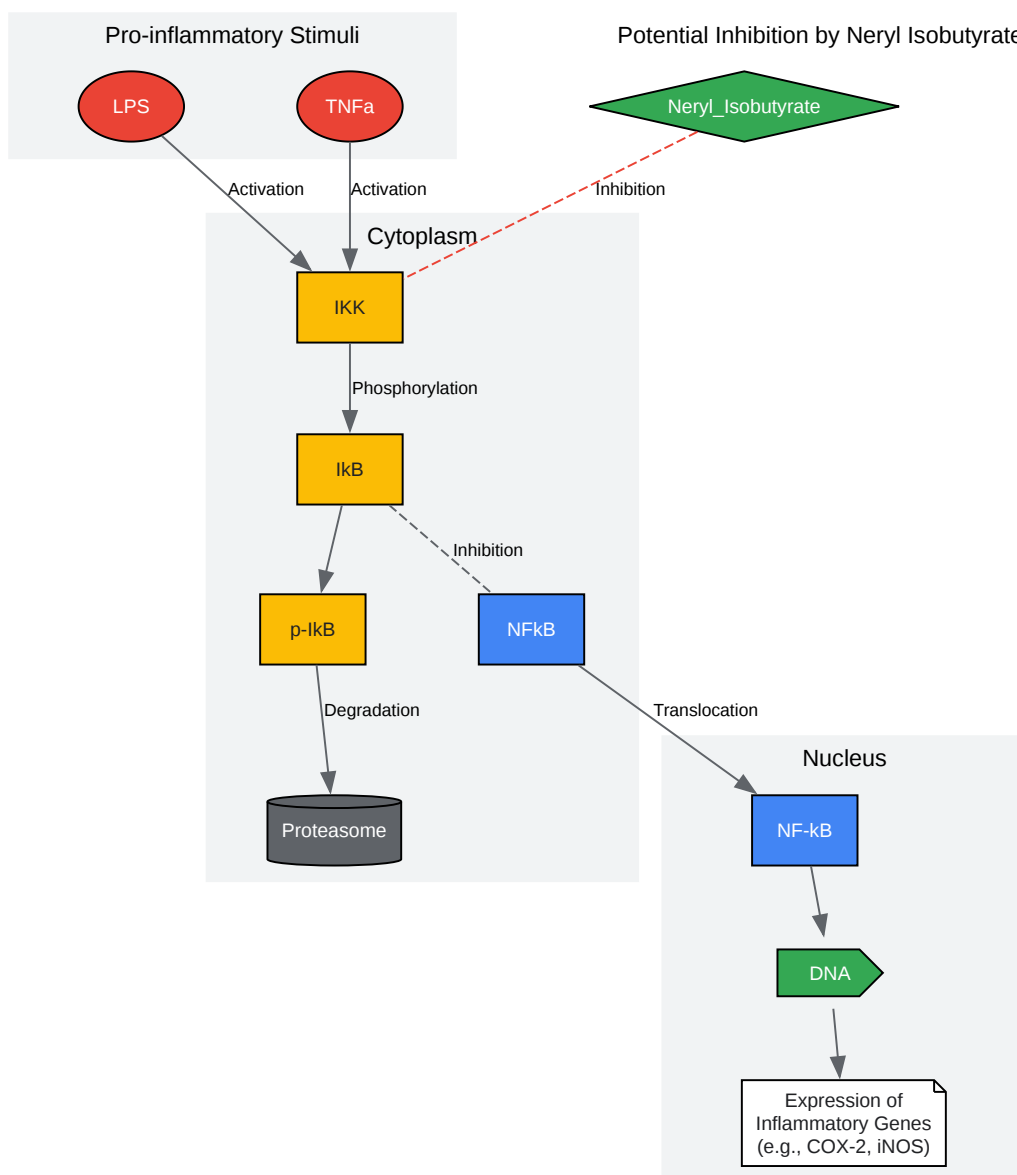 Pro-inflammatory Stimuli
Potential Inhibition by Neryl Isobutyrate
LPS
TNFa
Neryl_Isobutyrate
Activation
Activation
Inhibition
Cytoplasm
IKK
Phosphorylation
IkB
Inhibition
p-IkB
NFkB
Degradation
Translocation
Nucleus
Proteasome
NF-kB
DNA
Expression of
Inflammatory Genes
(e.g., COX-2, iNOS)